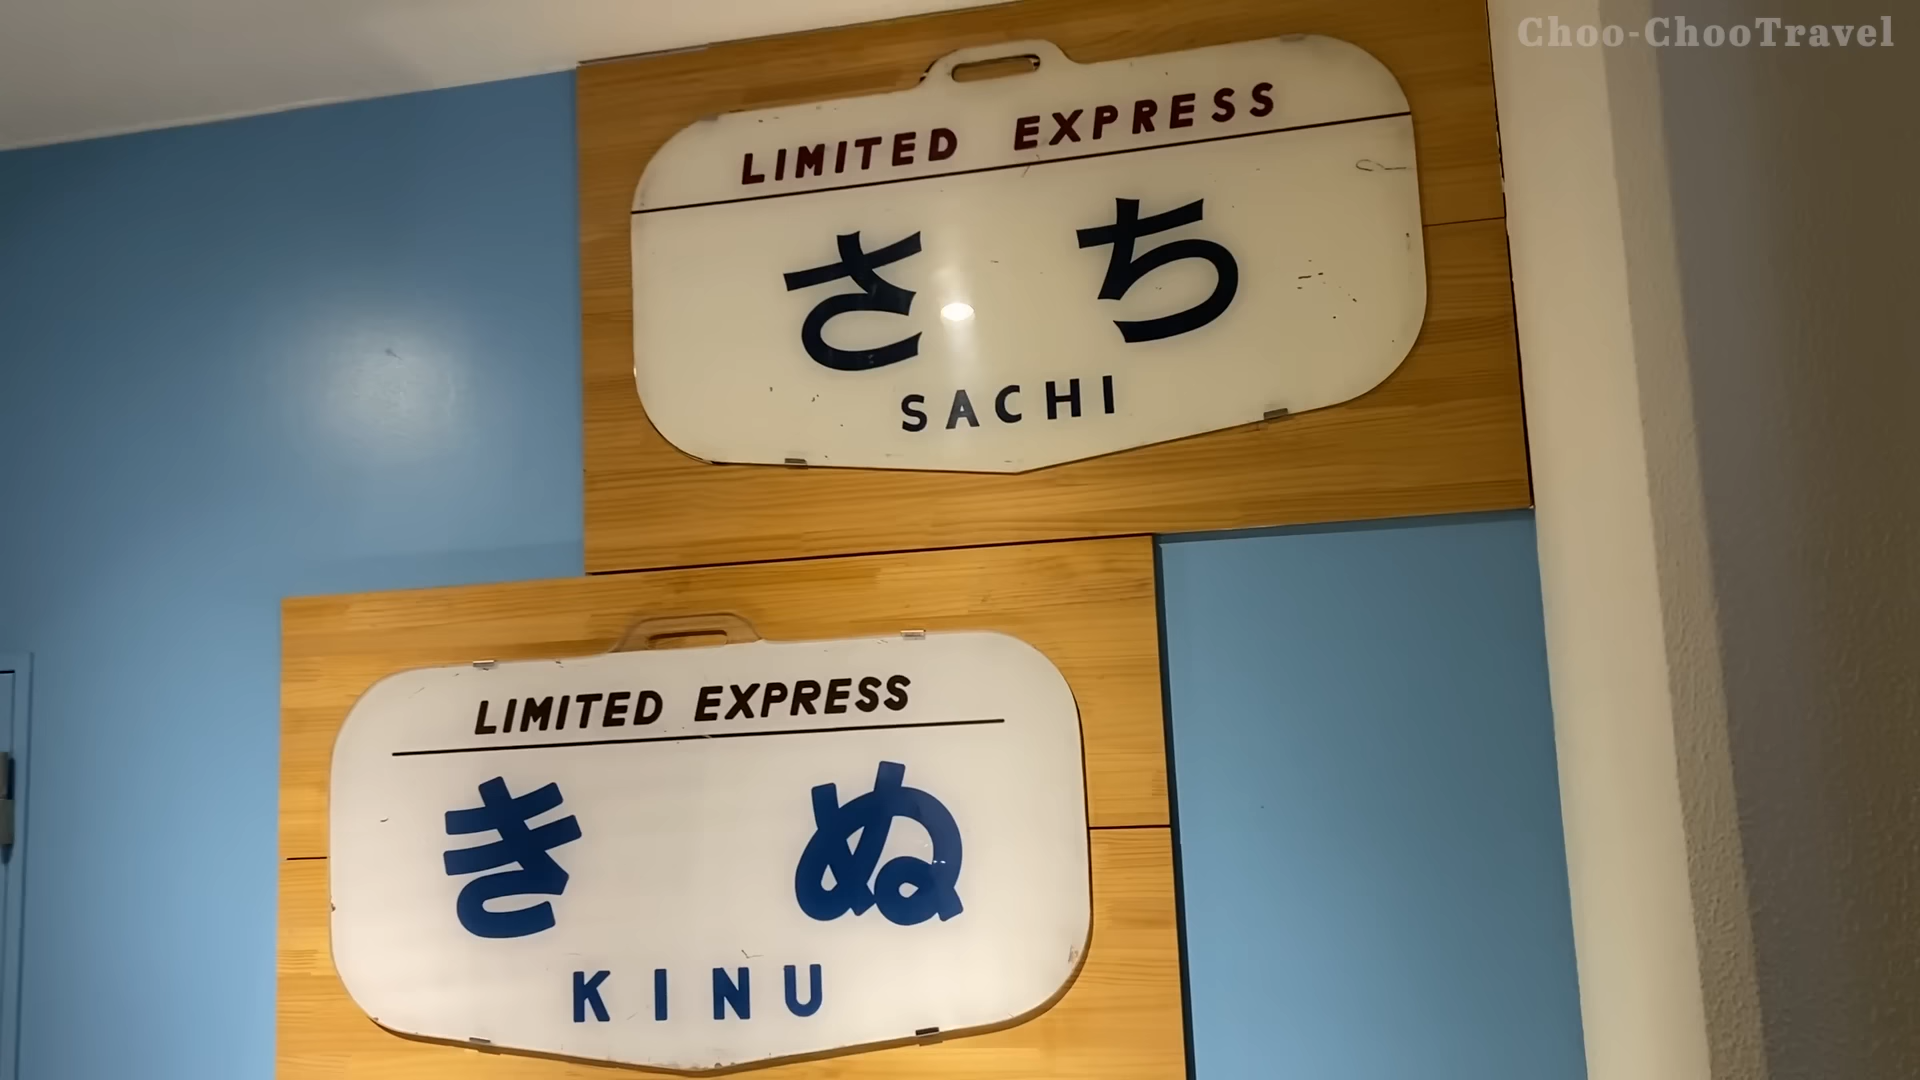 Choo-ChooTravel
LIMITED EXPRESS
さち
SACHI
LIMITED EXPRESS
きぬ
KINU